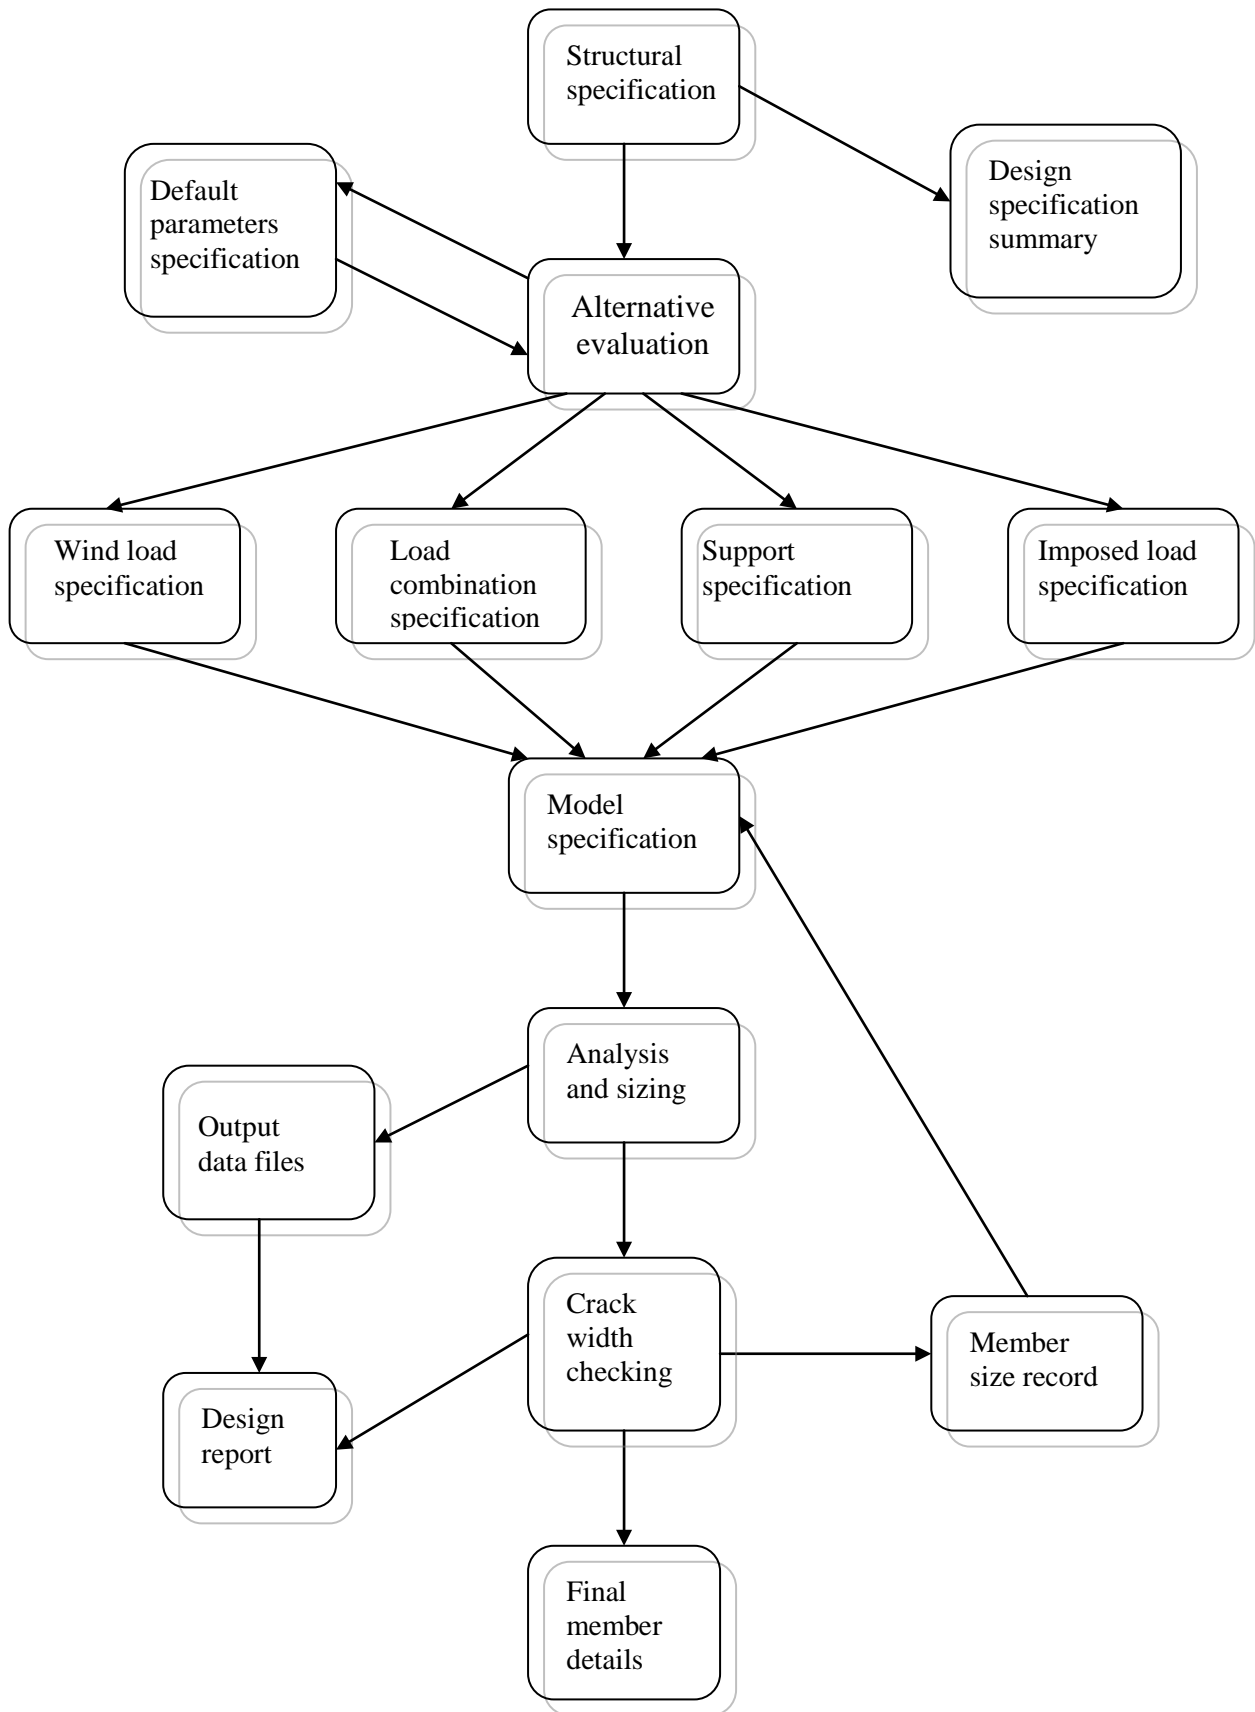 Structural
specification
Design
specification
summary
Default
parameters
specification
Alternative
evaluation
Wind load
specification
Load
combination
specification
Support
specification
Imposed load
specification
Model
specification
Analysis
and sizing
Output
data files
Crack
width
checking
Member
size record
Design
report
Final
member
details